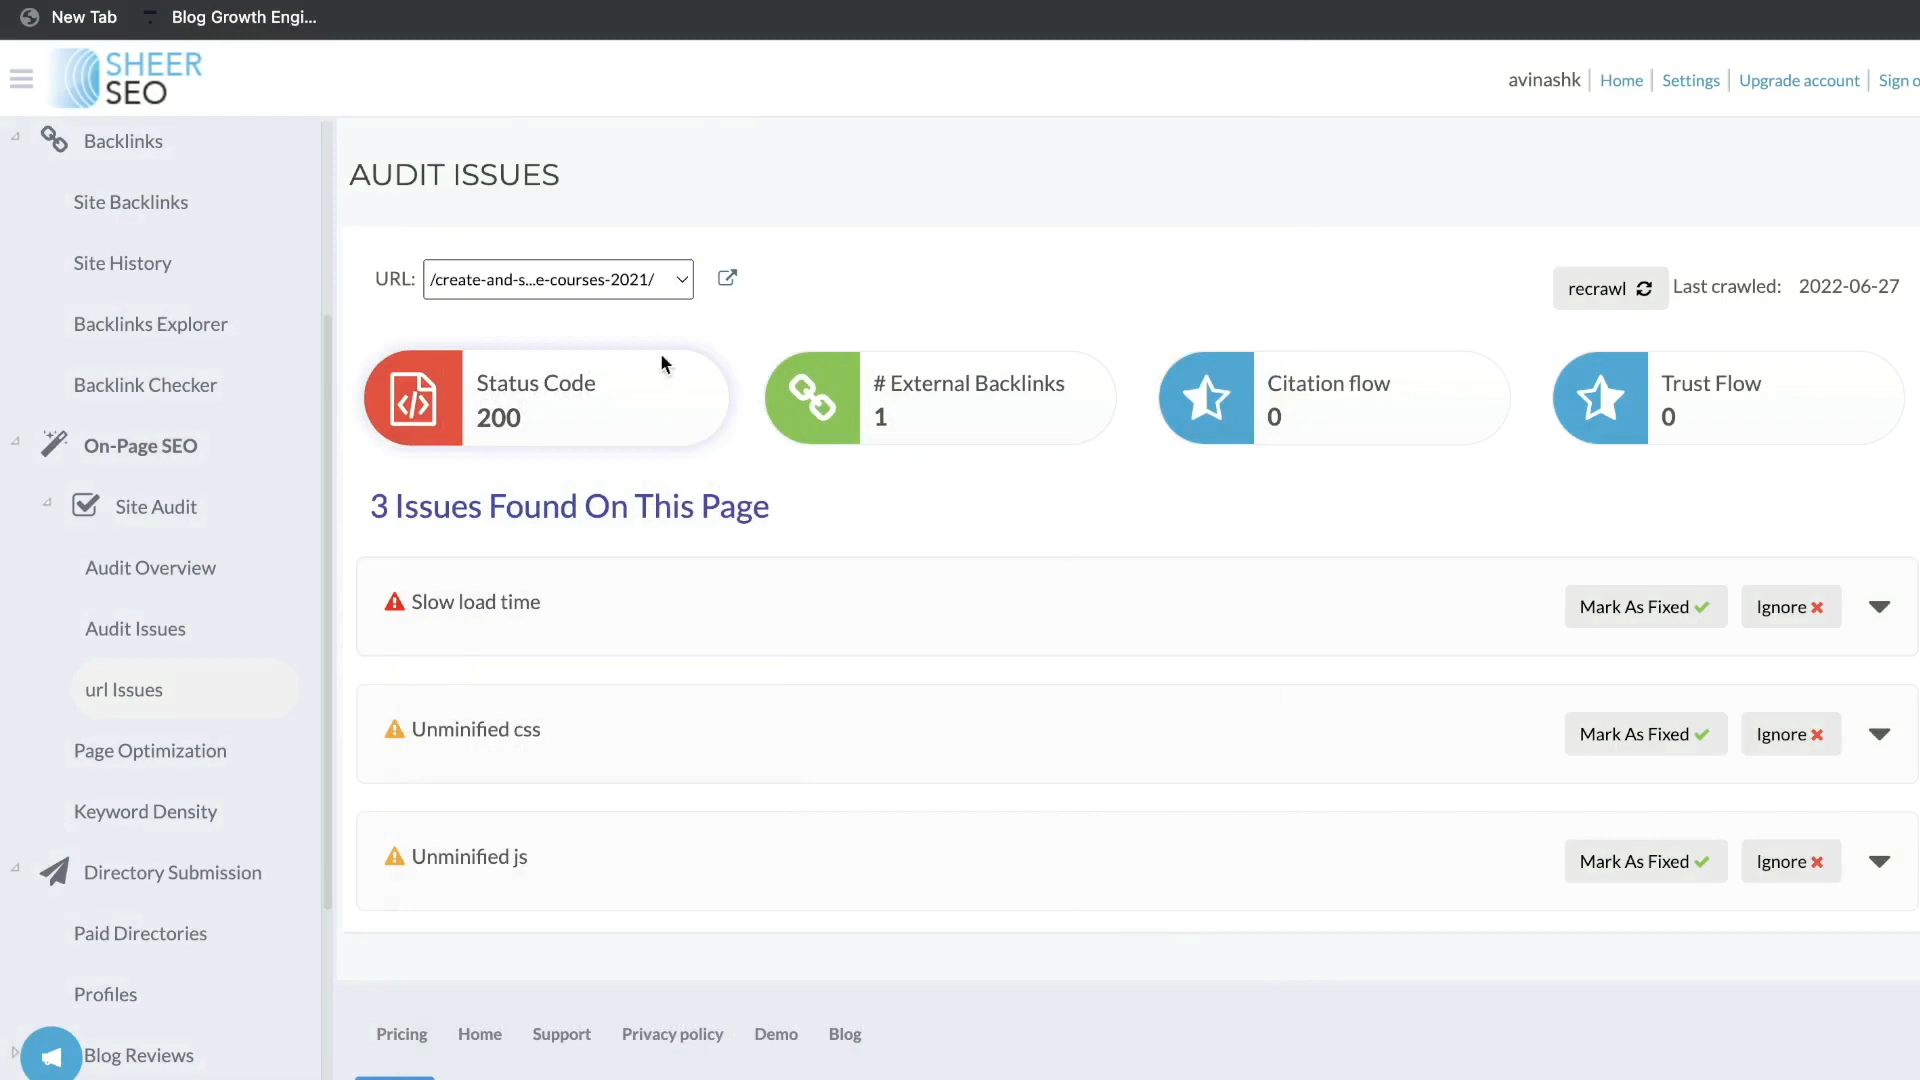 New Tab
Blog Growth Engi...
SHEER
SEO
avinashk
Home
Settings
Upgrade account
Sign o
Backlinks
Site Backlinks
Site History
Backlinks Explorer
Backlink Checker
On-Page SEO
Site Audit
Audit Overview
Audit Issues
url Issues
Page Optimization
Keyword Density
Directory Submission
Paid Directories
Profiles
Blog Reviews
AUDIT ISSUES
URL: /create-and-s...e-courses-2021/
recrawl
Last crawled: 2022-06-27
Status Code
200
# External Backlinks
1
Citation flow
0
Trust Flow
0
3 Issues Found On This Page
Slow load time
Mark As Fixed
Ignore
Unminified css
Mark As Fixed
Ignore
Unminified js
Mark As Fixed
Ignore
Pricing
Home
Support
Privacy policy
Demo
Blog